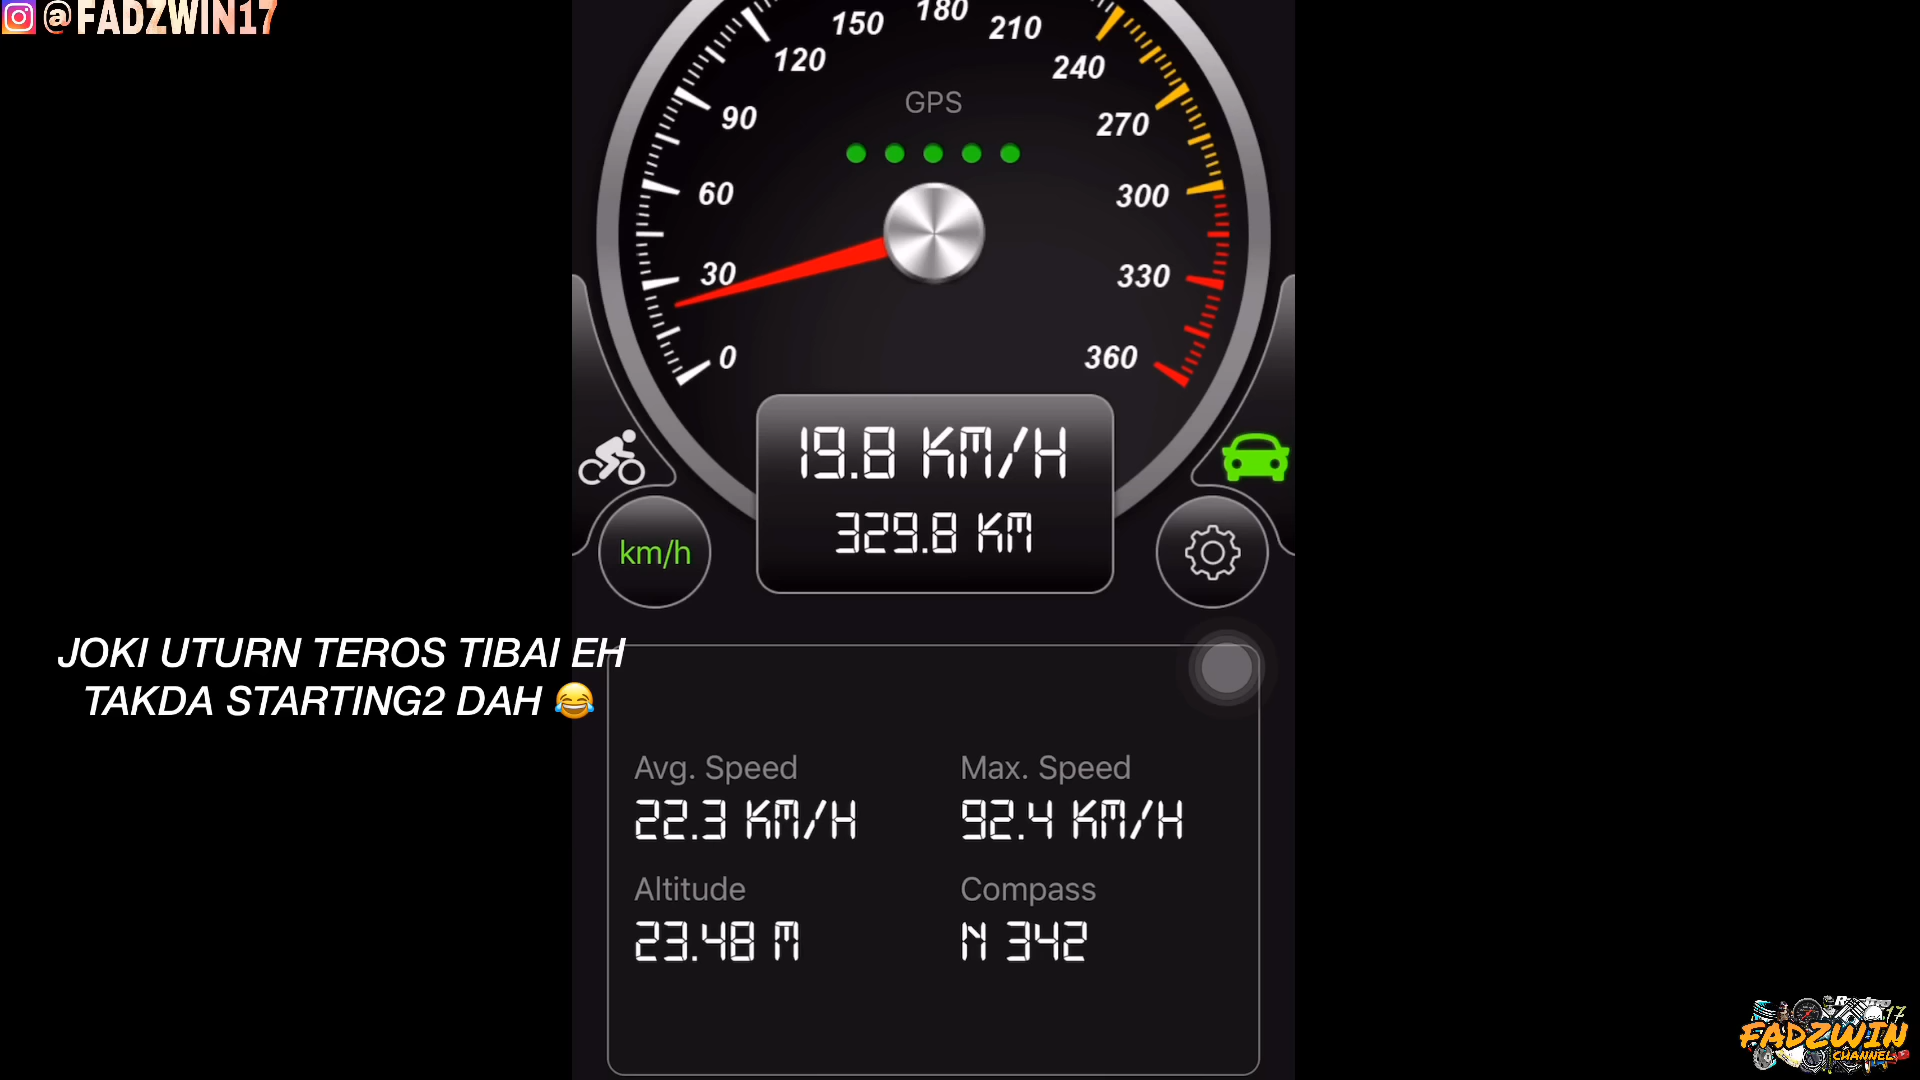 @FADZWIN17
180
150
210
120
240
GPS
90
270
60
300
30
330
0
360
19.8 KM/H
329.8 KM
km/h
JOKI UTURN TEROS TIBAI EH
TAKDA STARTING2 DAH 😂
Avg. Speed
Max. Speed
22.3 KM/H
92.4 KM/H
Altitude
Compass
23.48 M
N 342
17
FADZWIN
CHANNEL